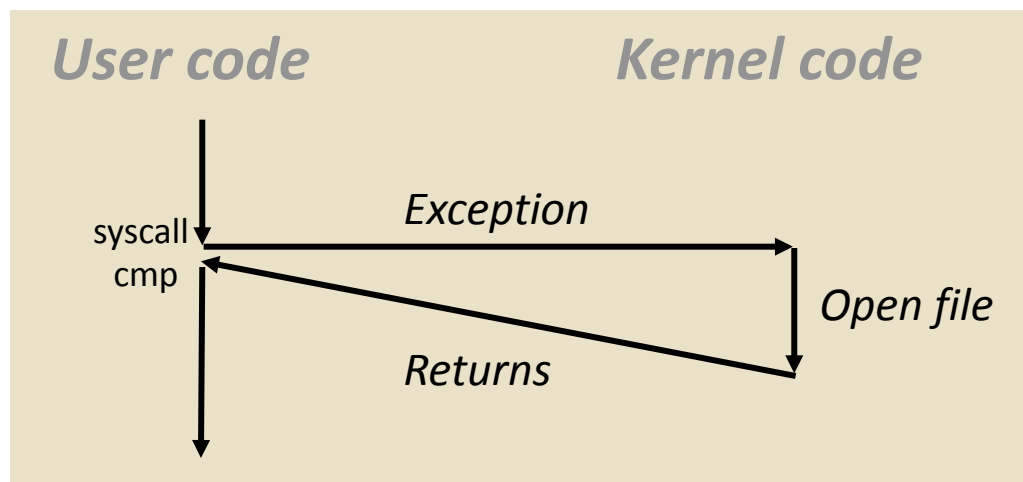 User code
Kernel code
Exception
syscall
cmp
Open file
Returns